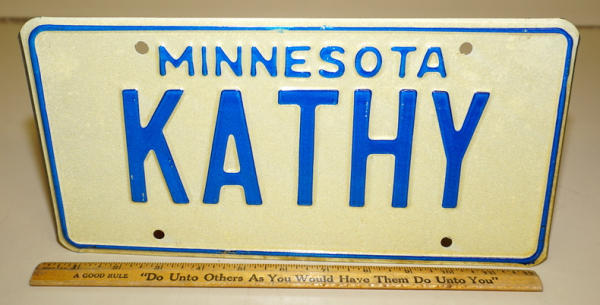 MINNESOTA
KATHY
A GOOD RULE "Do Unto Others As You Would Have Them Do Unto You"